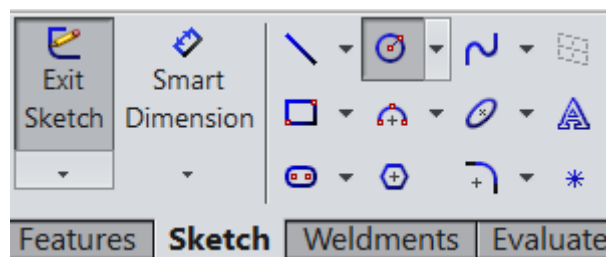 Exit
Sketch
Smart
Dimension
Features
Sketch
Weldments
Evaluate